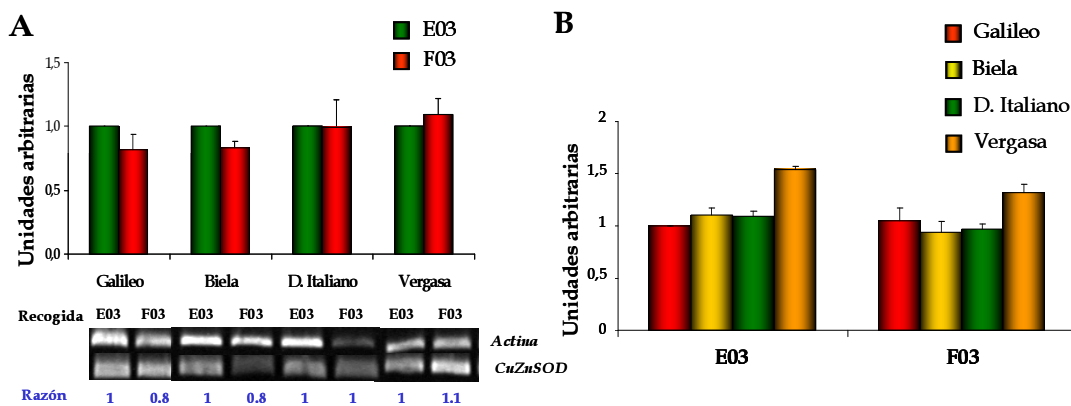 A
E03
F03
Unidades arbitrarias
1,5
1,0
0,5
0,0
Galileo Biela D. Italiano Vergasa
Recogida E03 F03 E03 F03 E03 F03 E03 F03
Actina
CuZnSOD
Razón 1 0.8 1 0.8 1 1 1 1.1
B
Galileo
Biela
D. Italiano
Vergasa
Unidades arbitrarias
2
1,5
1
0,5
0
E03 F03